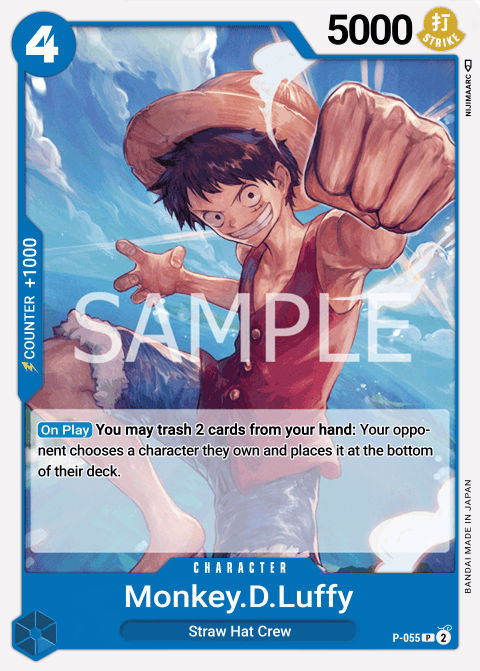 4
5000
打
STRIKE
NIJIMAARC
COUNTER +1000
SAMPLE
On Play You may trash 2 cards from your hand: Your oppo-
nent chooses a character they own and places it at the bottom
of their deck.
BANDAI MADE IN JAPAN
CHARACTER
Monkey.D.Luffy
Straw Hat Crew
P-055 P 2